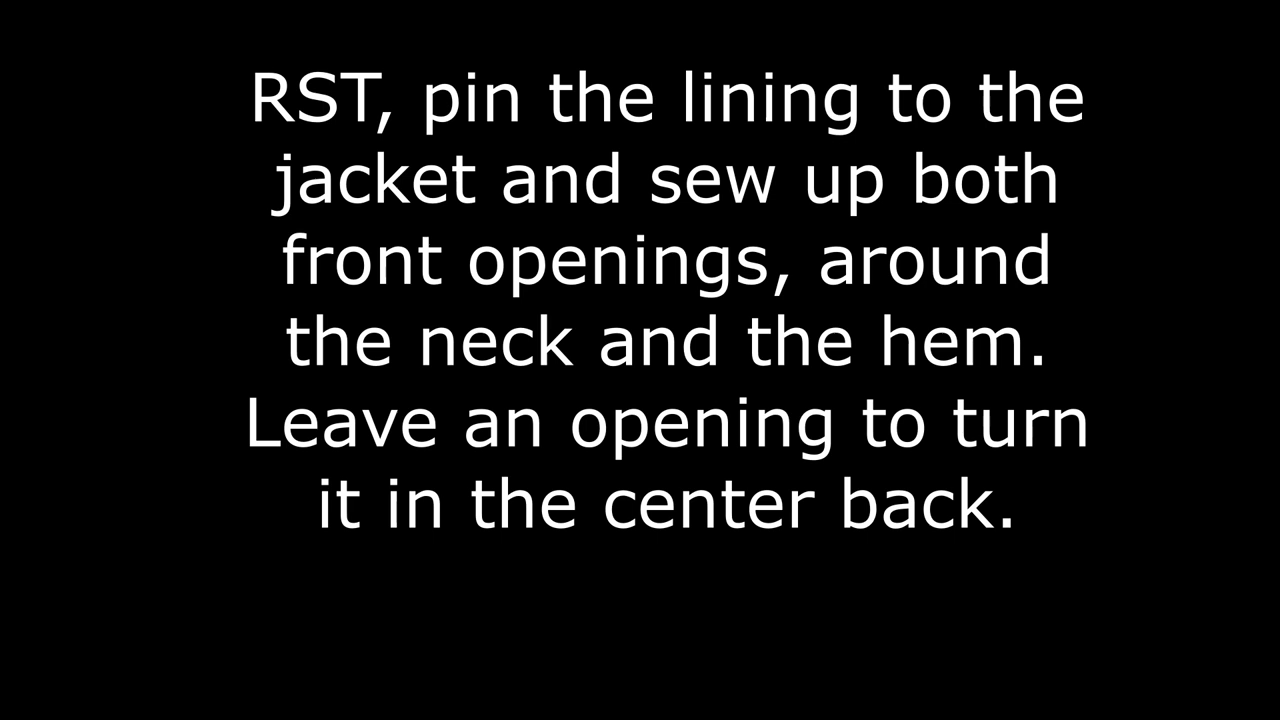 RST, pin the lining to the
jacket and sew up both
front openings, around
the neck and the hem.
Leave an opening to turn
it in the center back.